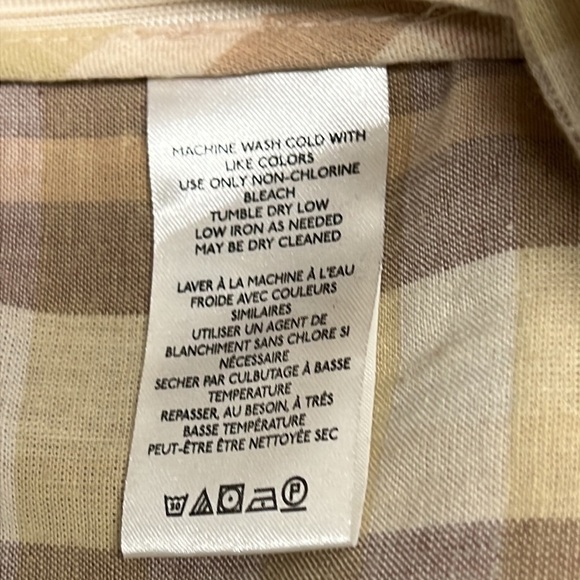 MACHINE WASH COLD WITH
LIKE COLORS
USE ONLY NON-CHLORINE
BLEACH
TUMBLE DRY LOW
LOW IRON AS NEEDED
MAY BE DRY CLEANED
LAVER À LA MACHINE À L'EAU
FROIDE AVEC COULEURS
SIMILAIRES
UTILISER UN AGENT DE
BLANCHIMENT SANS CHLORE SI
NÉCESSAIRE
SECHER PAR CULBUTAGE À BASSE
TEMPERATURE
REPASSER, AU BESOIN, À TRÉS
BASSE TEMPÉRATURE
PEUT-ÊTRE ÊTRE NETTOYÉE SEC
30 P